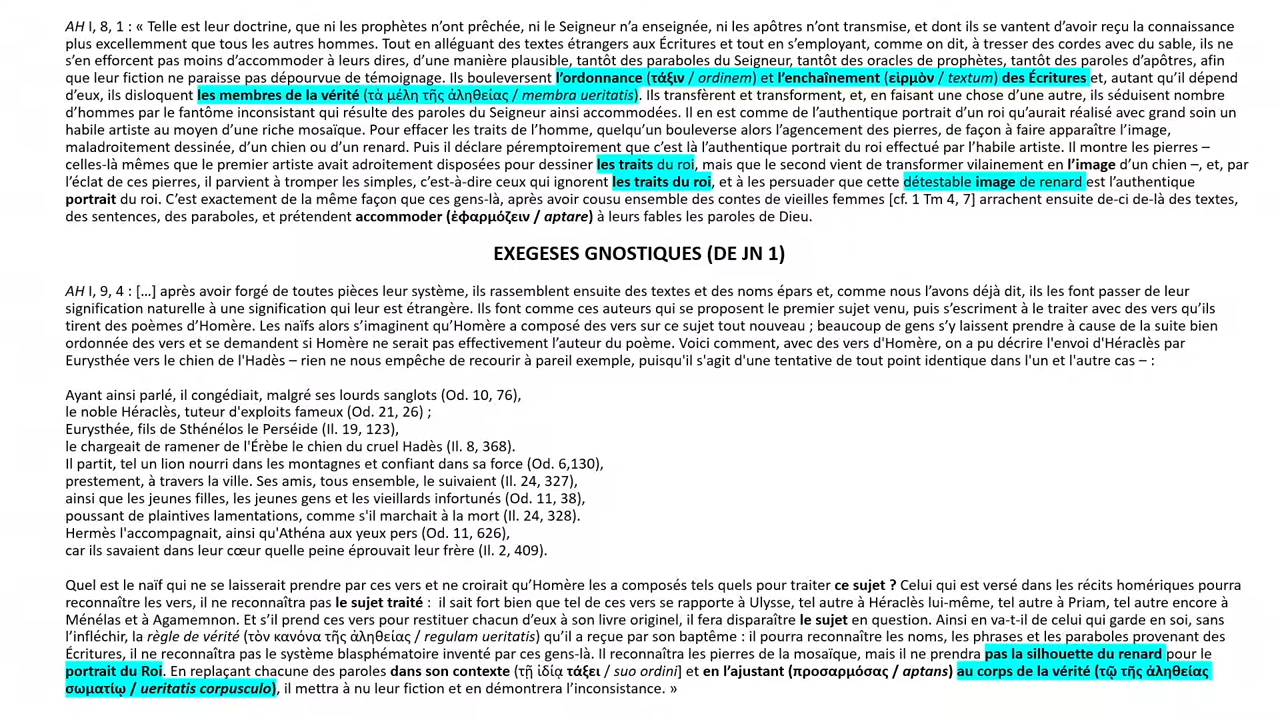 AH I, 8, 1 : « Telle est leur doctrine, que ni les prophètes n’ont prêchée, ni le Seigneur n’a enseignée, ni les apôtres n’ont transmise, et dont ils se vantent d’avoir reçu la connaissance
plus excellemment que tous les autres hommes. Tout en alléguant des textes étrangers aux Écritures et tout en s’employant, comme on dit, à tresser des cordes avec du sable, ils ne
s’en efforcent pas moins d’accommoder à leurs dires, d’une manière plausible, tantôt des paraboles du Seigneur, tantôt des oracles de prophètes, tantôt des paroles d’apôtres, afin
que leur fiction ne paraisse pas dépourvue de témoignage. Ils bouleversent l’ordonnance (τάξιν / ordinem) et l’enchaînement (εἱρμὸν / textum) des Écritures et, autant qu’il dépend
d’eux, ils disloquent les membres de la vérité (τὰ μέλη τῆς ἀληθείας / membra ueritatis). Ils transfèrent et transforment, et, en faisant une chose d’une autre, ils séduisent nombre
d’hommes par le fantôme inconsistant qui résulte des paroles du Seigneur ainsi accommodées. Il en est comme de l’authentique portrait d’un roi qu’aurait réalisé avec grand soin un
habile artiste au moyen d’une riche mosaïque. Pour effacer les traits de l’homme, quelqu’un bouleverse alors l’agencement des pierres, de façon à faire apparaître l’image,
maladroitement dessinée, d’un chien ou d’un renard. Puis il déclare péremptoirement que c’est là l’authentique portrait du roi effectué par l’habile artiste. Il montre les pierres –
celles-là mêmes que le premier artiste avait adroitement disposées pour dessiner les traits du roi, mais que le second vient de transformer vilainement en l’image d’un chien –, et, par
l’éclat de ces pierres, il parvient à tromper les simples, c’est-à-dire ceux qui ignorent les traits du roi, et à les persuader que cette détestable image de renard est l’authentique
portrait du roi. C’est exactement de la même façon que ces gens-là, après avoir cousu ensemble des contes de vieilles femmes [cf. 1 Tm 4, 7] arrachent ensuite de-ci de-là des textes,
des sentences, des paraboles, et prétendent accommoder (ἐφαρμόζειν / aptare) à leurs fables les paroles de Dieu.
EXEGESES GNOSTIQUES (DE JN 1)
AH I, 9, 4 : […] après avoir forgé de toutes pièces leur système, ils rassemblent ensuite des textes et des noms épars et, comme nous l’avons déjà dit, ils les font passer de leur
signification naturelle à une signification qui leur est étrangère. Ils font comme ces auteurs qui se proposent le premier sujet venu, puis s’escriment à le traiter avec des vers qu’ils
tirent des poèmes d’Homère. Les naïfs alors s’imaginent qu’Homère a composé des vers sur ce sujet tout nouveau ; beaucoup de gens s’y laissent prendre à cause de la suite bien
ordonnée des vers et se demandent si Homère ne serait pas effectivement l’auteur du poème. Voici comment, avec des vers d'Homère, on a pu décrire l'envoi d'Héraclès par
Eurysthée vers le chien de l'Hadès – rien ne nous empêche de recourir à pareil exemple, puisqu'il s'agit d'une tentative de tout point identique dans l'un et l'autre cas – :
Ayant ainsi parlé, il congédiait, malgré ses lourds sanglots (Od. 10, 76),
le noble Héraclès, tuteur d'exploits fameux (Od. 21, 26) ;
Eurysthée, fils de Sthénélos le Perséide (Il. 19, 123),
le chargeait de ramener de l'Érèbe le chien du cruel Hadès (Il. 8, 368).
Il partit, tel un lion nourri dans les montagnes et confiant dans sa force (Od. 6,130),
prestement, à travers la ville. Ses amis, tous ensemble, le suivaient (Il. 24, 327),
ainsi que les jeunes filles, les jeunes gens et les vieillards infortunés (Od. 11, 38),
poussant de plaintives lamentations, comme s'il marchait à la mort (Il. 24, 328).
Hermès l'accompagnait, ainsi qu'Athéna aux yeux pers (Od. 11, 626),
car ils savaient dans leur cœur quelle peine éprouvait leur frère (Il. 2, 409).
Quel est le naïf qui ne se laisserait prendre par ces vers et ne croirait qu’Homère les a composés tels quels pour traiter ce sujet ? Celui qui est versé dans les récits homériques pourra
reconnaître les vers, il ne reconnaîtra pas le sujet traité : il sait fort bien que tel de ces vers se rapporte à Ulysse, tel autre à Héraclès lui-même, tel autre à Priam, tel autre encore à
Ménélas et à Agamemnon. Et s’il prend ces vers pour restituer chacun d’eux à son livre originel, il fera disparaître le sujet en question. Ainsi en va-t-il de celui qui garde en soi, sans
l’infléchir, la règle de vérité (τὸν κανόνα τῆς ἀληθείας / regulam ueritatis) qu’il a reçue par son baptême : il pourra reconnaître les noms, les phrases et les paraboles provenant des
Écritures, il ne reconnaîtra pas le système blasphématoire inventé par ces gens-là. Il reconnaîtra les pierres de la mosaïque, mais il ne prendra pas la silhouette du renard pour le
portrait du Roi. En replaçant chacune des paroles dans son contexte (τῇ ἰδίᾳ τάξει / suo ordini] et en l’ajustant (προσαρμόσας / aptans) au corps de la vérité (τῷ τῆς ἀληθείας
σωματίῳ / ueritatis corpusculo), il mettra à nu leur fiction et en démontrera l’inconsistance. »